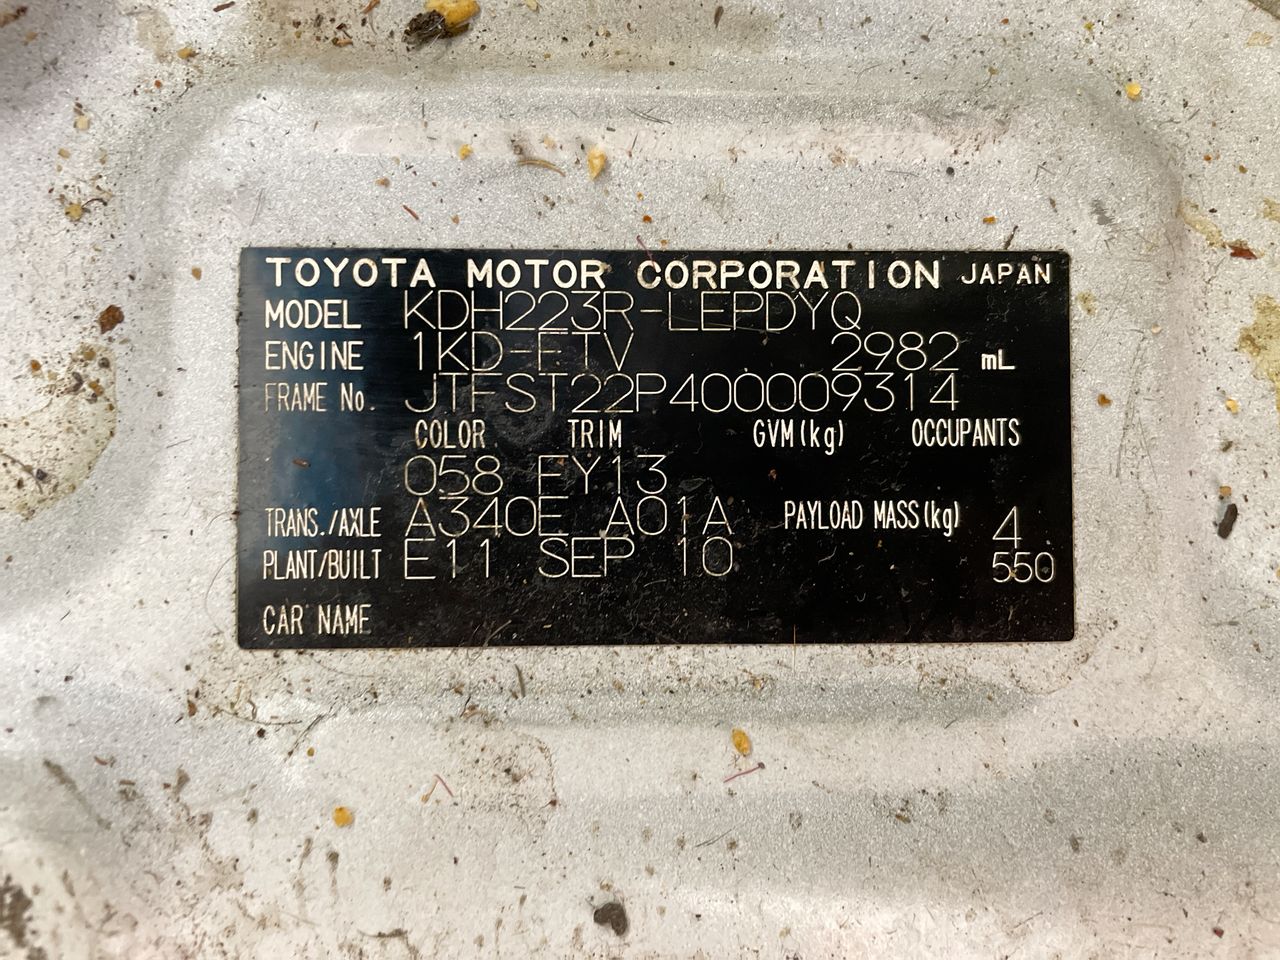 TOYOTA MOTOR CORPORATION JAPAN
MODEL KDH223R-LEPDYQ
ENGINE 1KD-FTV 2982 mL
FRAME No. JTFST22P400009314
COLOR TRIM GVM(kg) OCCUPANTS
058 FY13
TRANS./AXLE A340E A01A PAYLOAD MASS(kg) 4
PLANT/BUILT E11 SEP 10 550
CAR NAME